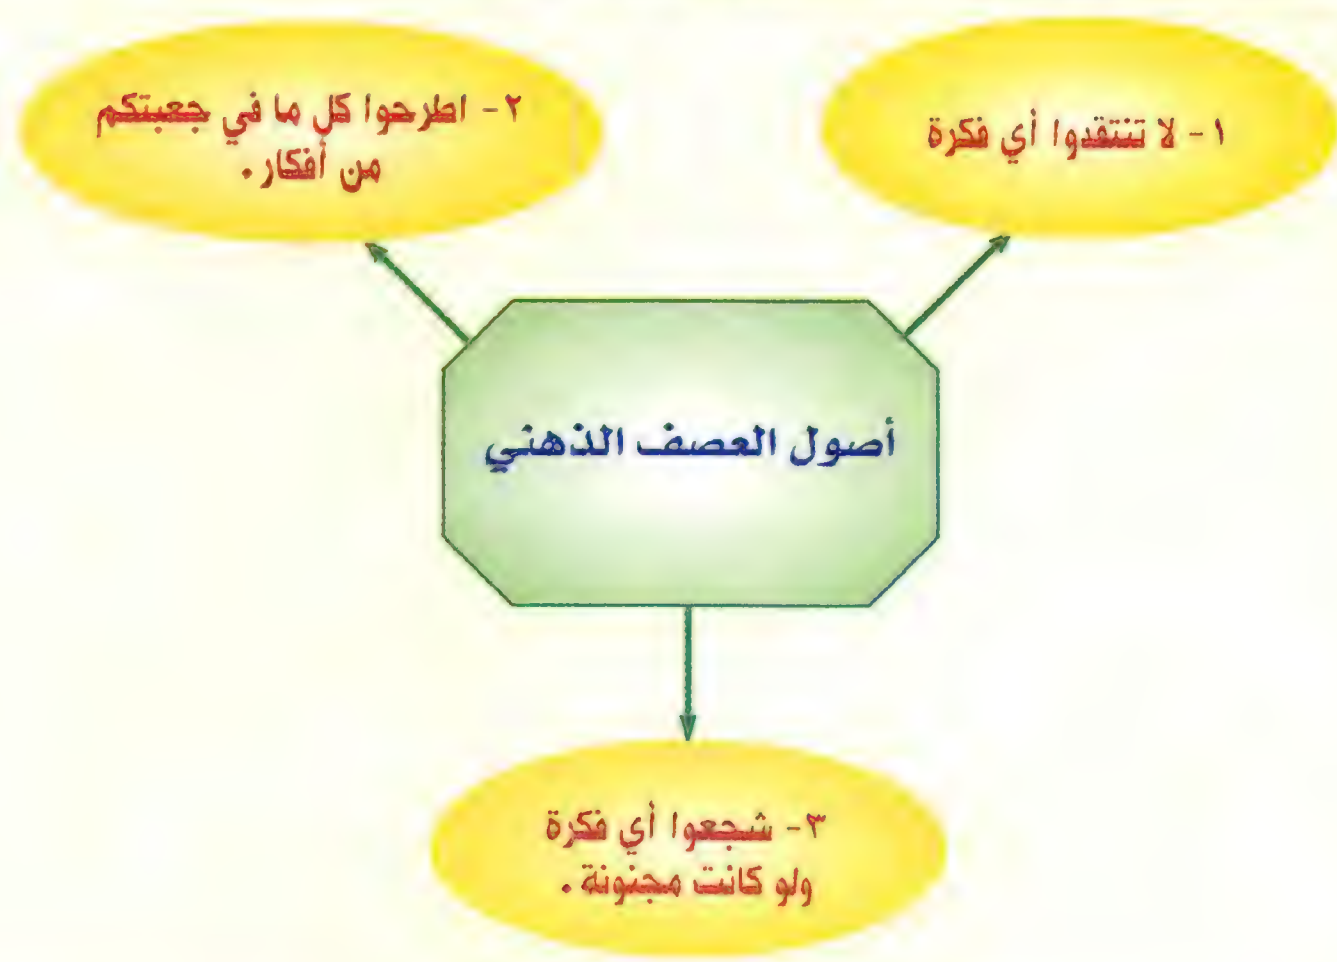 أصول العصف الذهني
١- لا تنتقدوا أي فكرة
٢- اطرحوا كل ما في جعبتكم
من أفكار.
٣- شجعوا أي فكرة
ولو كانت مجنونة.